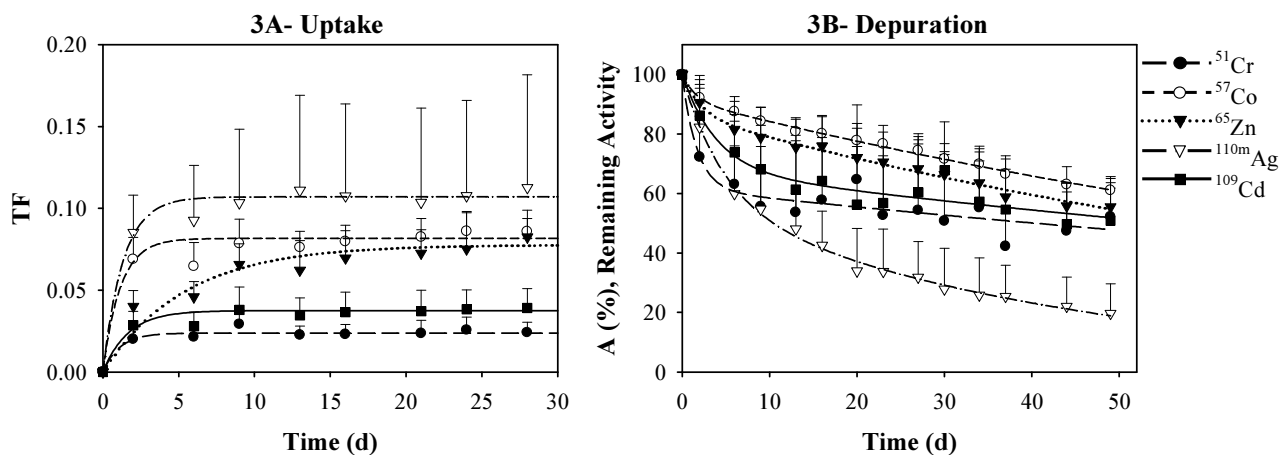 3A- Uptake
TF
0.20
0.15
0.10
0.05
0.00
0 5 10 15 20 25 30
Time (d)
3B- Depuration
A (%), Remaining Activity
100
80
60
40
20
0
0 10 20 30 40 50
Time (d)
51Cr
57Co
65Zn
110mAg
109Cd